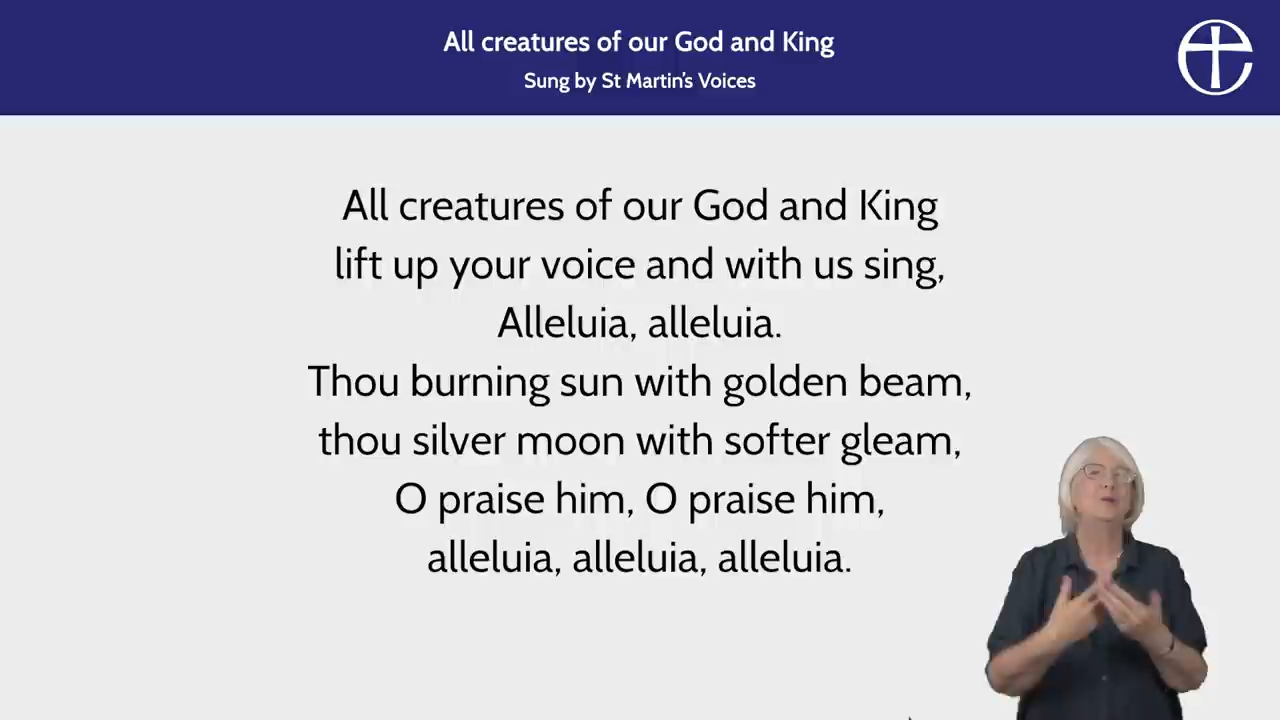 All creatures of our God and King
Sung by St Martin's Voices
All creatures of our God and King
lift up your voice and with us sing,
Alleluia, alleluia.
Thou burning sun with golden beam,
thou silver moon with softer gleam,
O praise him, O praise him,
alleluia, alleluia, alleluia.